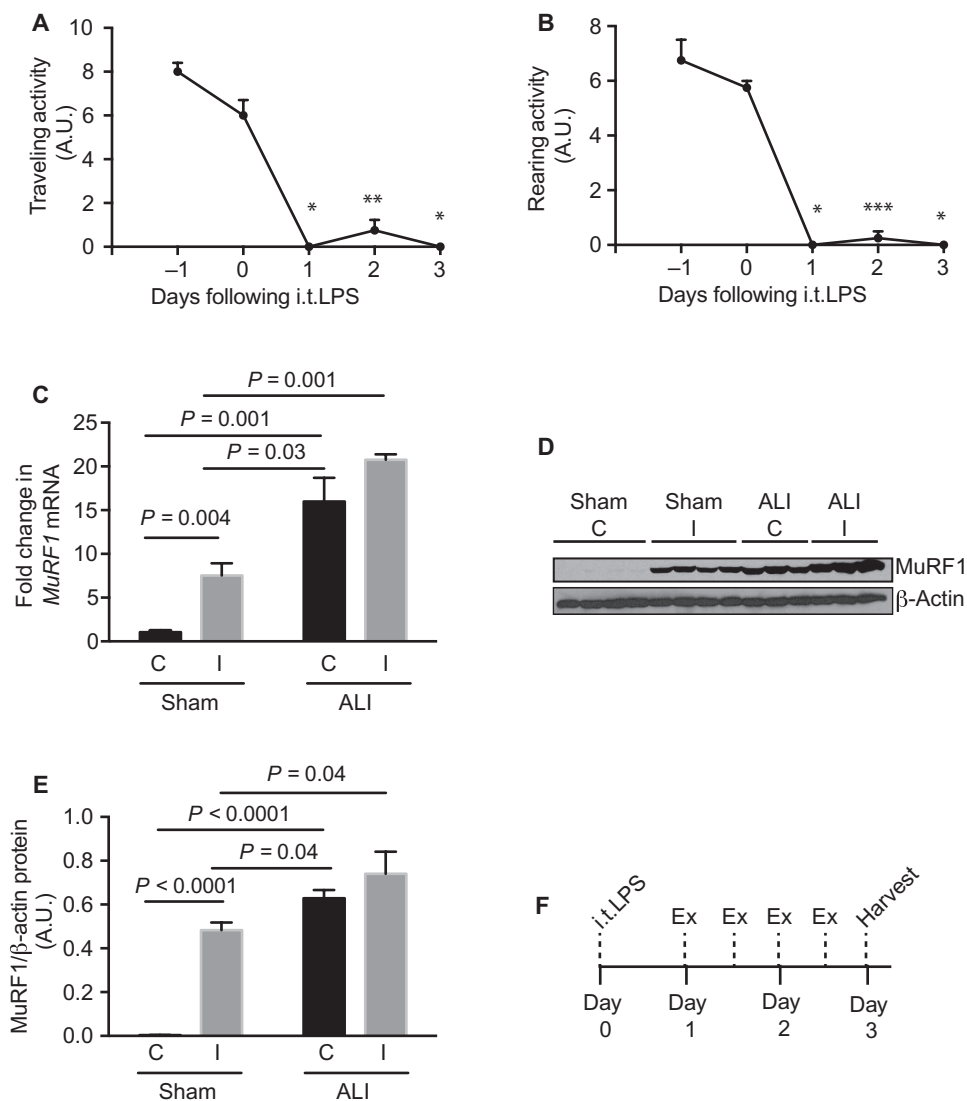 A
Traveling activity
(A.U.)
10
8
6
4
2
0
*
**
*
–1 0 1 2 3
Days following i.t.LPS
B
Rearing activity
(A.U.)
8
6
4
2
0
*
***
*
–1 0 1 2 3
Days following i.t.LPS
C
Fold change in
MuRF1 mRNA
25
20
15
10
5
0
P = 0.001
P = 0.001
P = 0.03
P = 0.004
C I C I
Sham ALI
D
Sham Sham ALI ALI
C I C I
MuRF1
β-Actin
E
MuRF1/β-actin protein
(A.U.)
1.0
0.8
0.6
0.4
0.2
0.0
P = 0.04
P < 0.0001
P = 0.04
P < 0.0001
C I C I
Sham ALI
F
i.t.LPS Ex Ex Ex Ex Harvest
Day Day Day Day
0 1 2 3